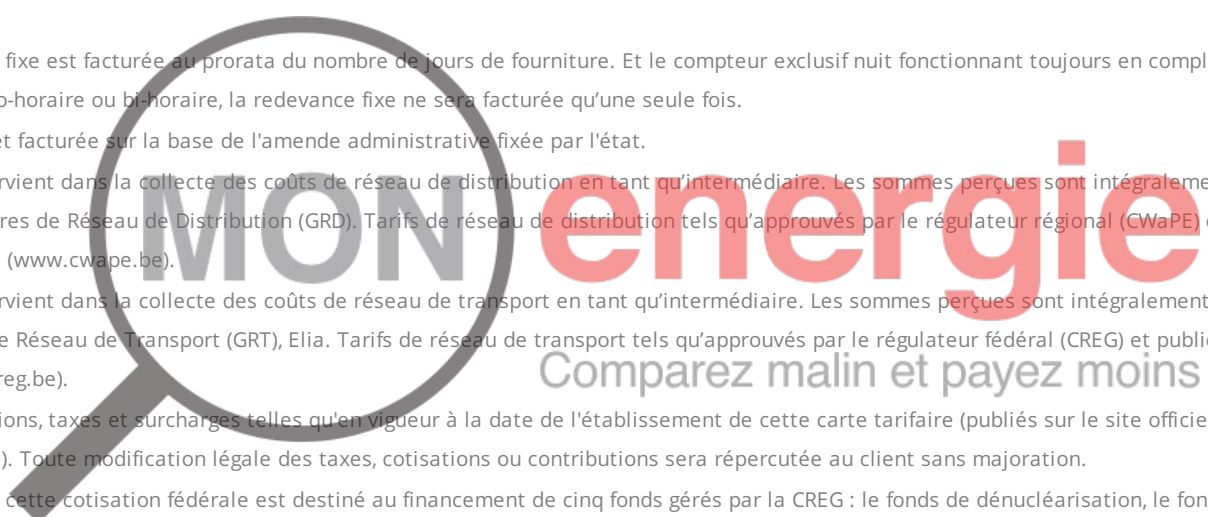 fixe est facturée au prorata du nombre de jours de fourniture. Et le compteur exclusif nuit fonctionnant toujours en compl
o-horaire ou bi-horaire, la redevance fixe ne sera facturée qu’une seule fois.
et facturée sur la base de l'amende administrative fixée par l'état.
rvient dans la collecte des coûts de réseau de distribution en tant qu’intermédiaire. Les sommes perçues sont intégraleme
res de Réseau de Distribution (GRD). Tarifs de réseau de distribution tels qu’approuvés par le régulateur régional (CWaPE) e
(www.cwape.be).
rvient dans la collecte des coûts de réseau de transport en tant qu’intermédiaire. Les sommes perçues sont intégralement
e Réseau de Transport (GRT), Elia. Tarifs de réseau de transport tels qu’approuvés par le régulateur fédéral (CREG) et publié
reg.be).
ions, taxes et surcharges telles qu'en vigueur à la date de l'établissement de cette carte tarifaire (publiés sur le site officie
). Toute modification légale des taxes, cotisations ou contributions sera répercutée au client sans majoration.
cette cotisation fédérale est destiné au financement de cinq fonds gérés par la CREG : le fonds de dénucléarisation, le fon
MON energie
Comparez malin et payez moins